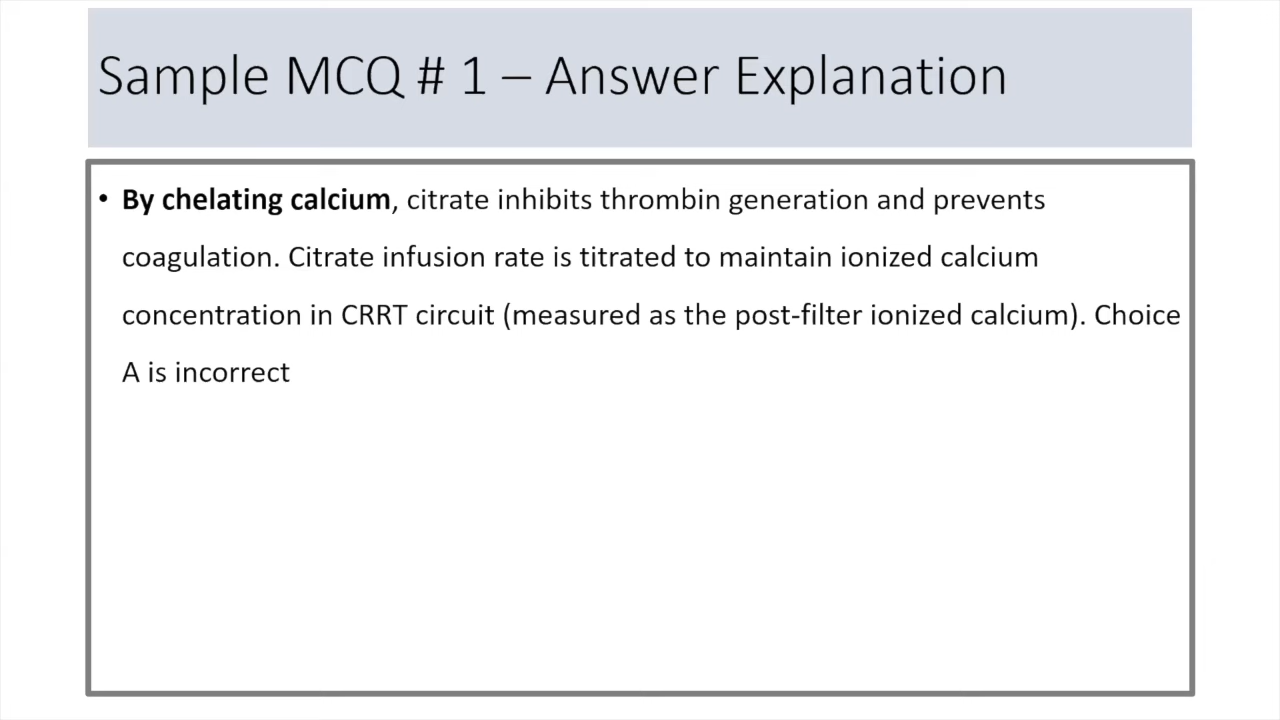 Sample MCQ # 1 – Answer Explanation
• By chelating calcium, citrate inhibits thrombin generation and prevents
coagulation. Citrate infusion rate is titrated to maintain ionized calcium
concentration in CRRT circuit (measured as the post-filter ionized calcium). Choice
A is incorrect